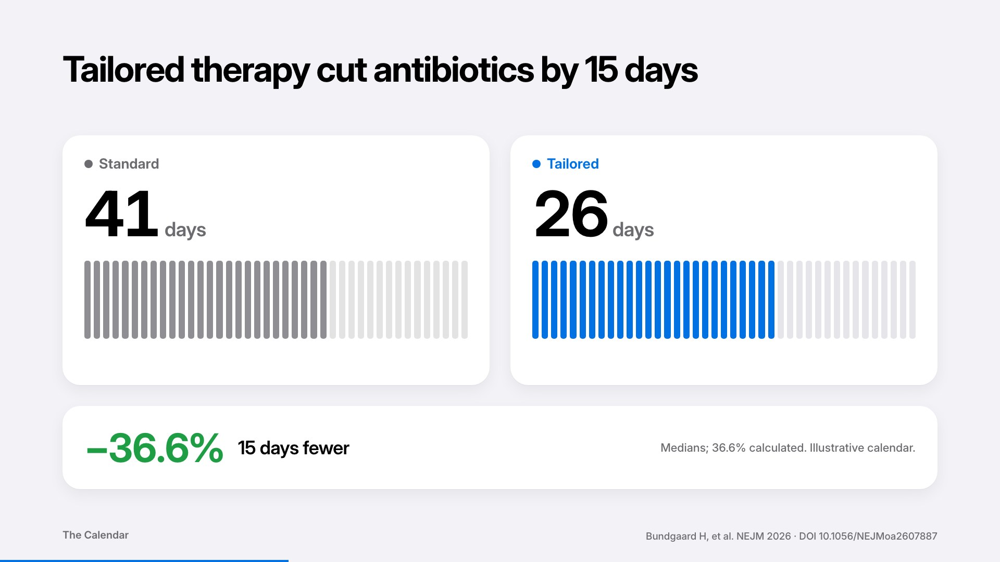 Tailored therapy cut antibiotics by 15 days
Standard
41 days
Tailored
26 days
–36.6% 15 days fewer
Medians; 36.6% calculated. Illustrative calendar.
The Calendar
Bundgaard H, et al. NEJM 2026 · DOI 10.1056/NEJMoa2607887